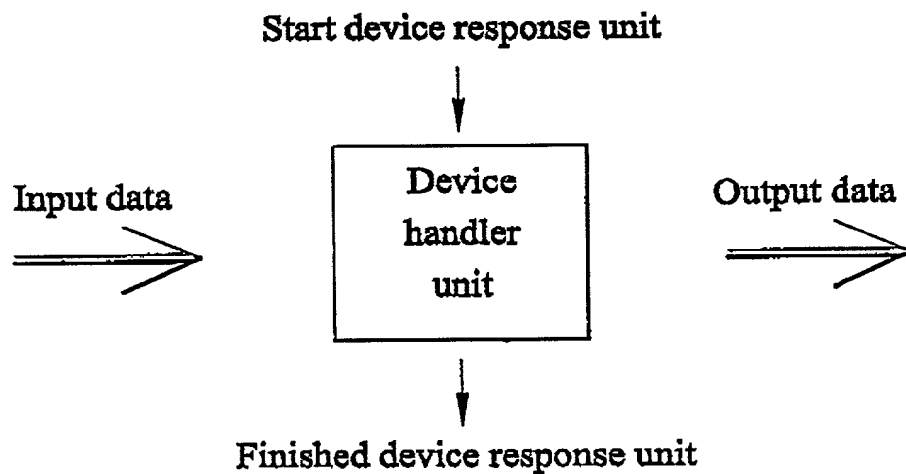 Start device response unit
Input data
Device
handler
unit
Output data
Finished device response unit